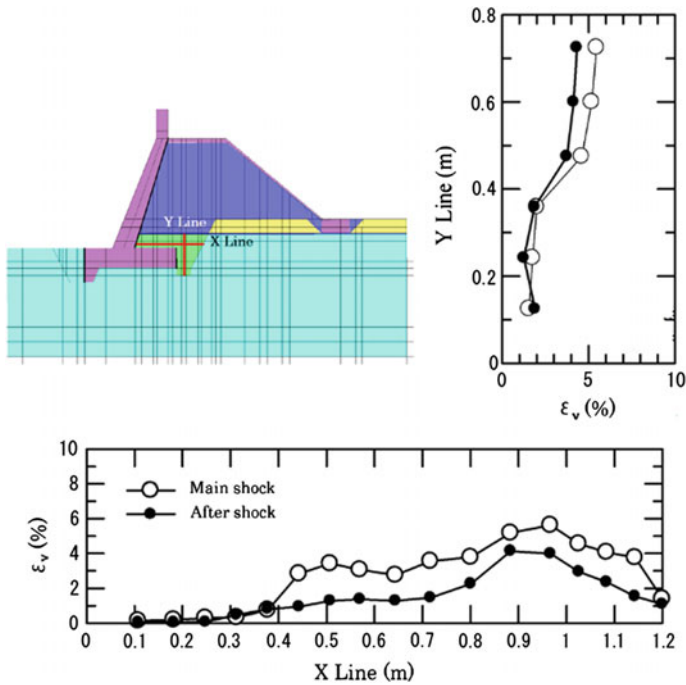 Y Line
X Line
0.8
0.6
0.4
0.2
0
Y Line (m)
0 5 10
εv (%)
10
8
6
4
2
0
εv (%)
Main shock
After shock
0 0.1 0.2 0.3 0.4 0.5 0.6 0.7 0.8 0.9 1 1.1 1.2
X Line (m)